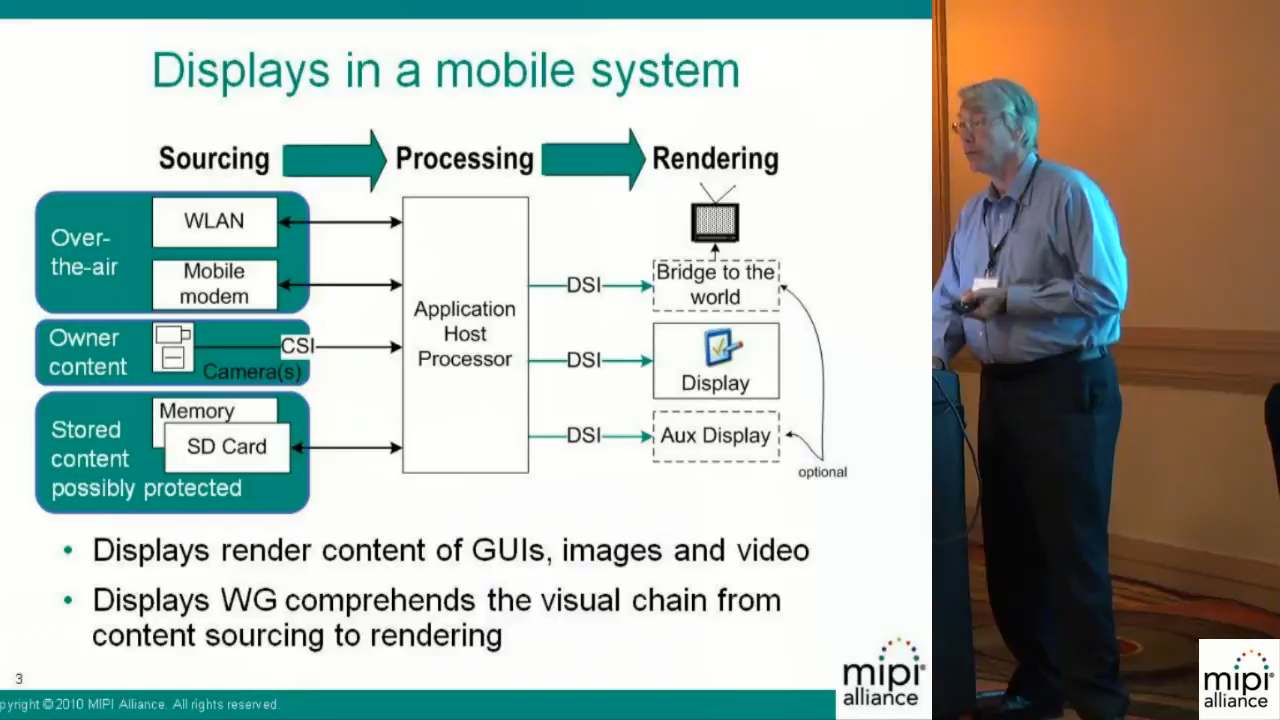 Displays in a mobile system
Sourcing
Processing
Rendering
Over-
the-air
WLAN
Mobile
modem
Owner
content
CSI
Camera(s)
Stored
content
possibly protected
Memory
SD Card
Application
Host
Processor
DSI
DSI
DSI
Bridge to the
world
Display
Aux Display
optional
• Displays render content of GUIs, images and video
• Displays WG comprehends the visual chain from
content sourcing to rendering
3
pyright © 2010 MIPI Alliance. All rights reserved.
mipi®
alliance
mipi®
alliance